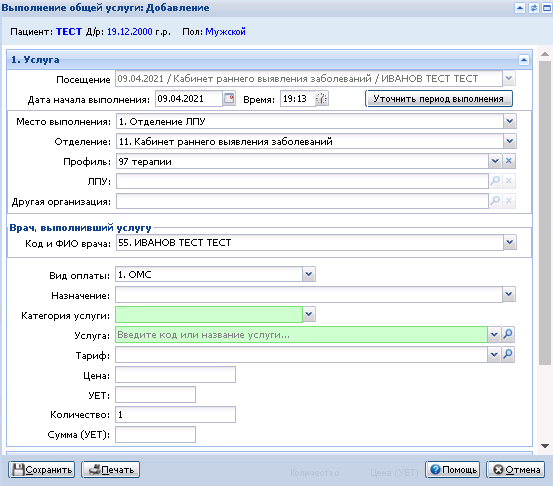 Выполнение общей услуги: Добавление
Пациент: ТЕСТ Д/р: 19.12.2000 г.р. Пол: Мужской
1. Услуга
Посещение 09.04.2021 / Кабинет раннего выявления заболеваний / ИВАНОВ ТЕСТ ТЕСТ
Дата начала выполнения: 09.04.2021 Время: 19:13 Уточнить период выполнения
Место выполнения: 1. Отделение ЛПУ
Отделение: 11. Кабинет раннего выявления заболеваний
Профиль: 97 терапии
ЛПУ:
Другая организация:
Врач, выполнивший услугу
Код и ФИО врача: 55. ИВАНОВ ТЕСТ ТЕСТ
Вид оплаты: 1. ОМС
Назначение:
Категория услуги:
Услуга: Введите код или название услуги...
Тариф:
Цена:
УЕТ:
Количество: 1
Сумма (УЕТ):
Сохранить Печать Количество Цена (УЕТ) Помощь Отмена